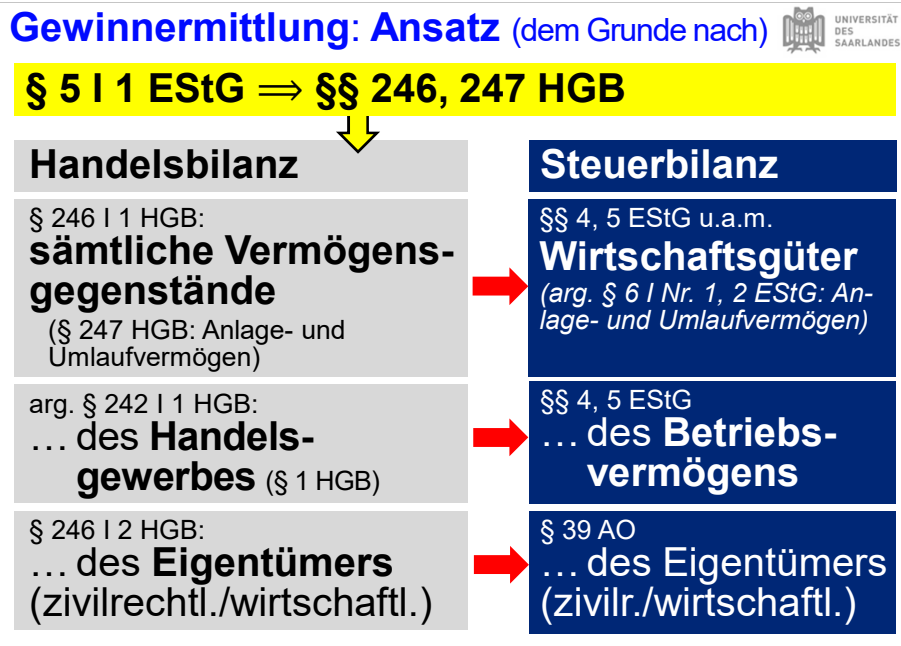 Gewinnermittlung: Ansatz (dem Grunde nach)
UNIVERSITÄT
DES
SAARLANDES
§ 5 I 1 EStG ⇒ §§ 246, 247 HGB
Handelsbilanz
§ 246 I 1 HGB:
sämtliche Vermögens-
gegenstände
(§ 247 HGB: Anlage- und
Umlaufvermögen)
arg. § 242 I 1 HGB:
… des Handels-
gewerbes (§ 1 HGB)
§ 246 I 2 HGB:
… des Eigentümers
(zivilrechtl./wirtschaftl.)
Steuerbilanz
§§ 4, 5 EStG u.a.m.
Wirtschaftsgüter
(arg. § 6 I Nr. 1, 2 EStG: An-
lage- und Umlaufvermögen)
§§ 4, 5 EStG
… des Betriebs-
vermögens
§ 39 AO
… des Eigentümers
(zivilr./wirtschaftl.)